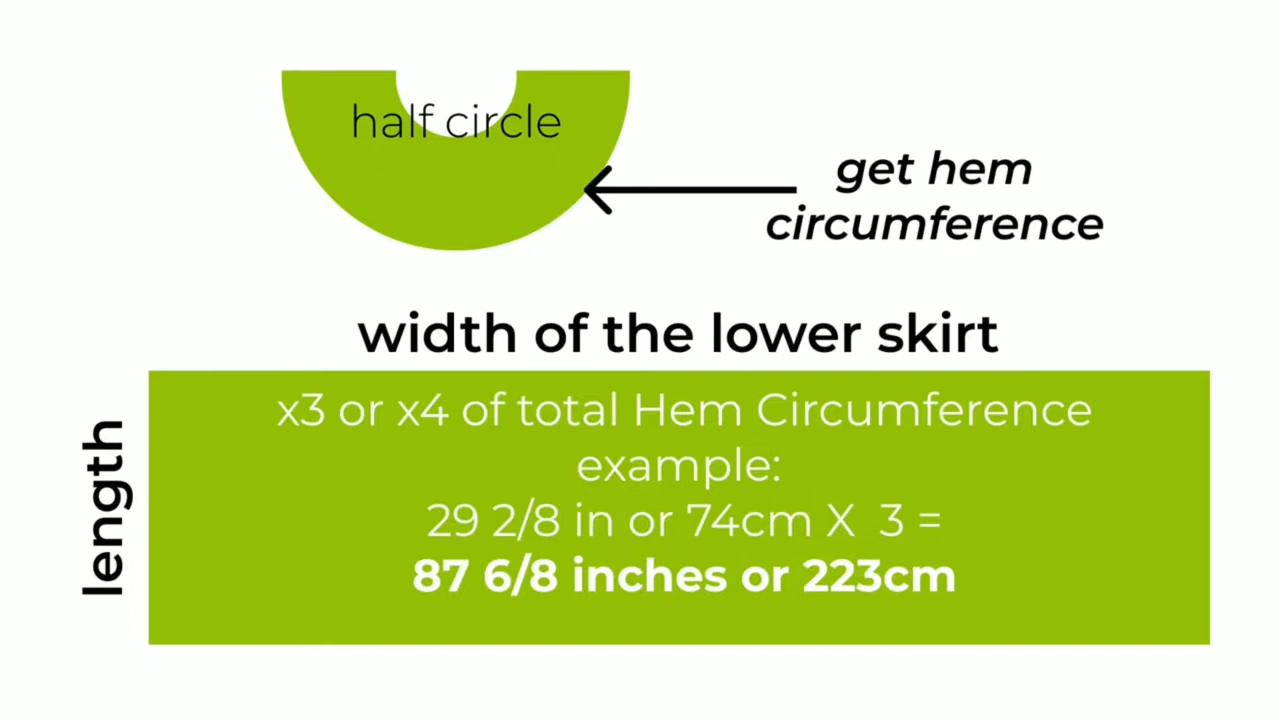 half circle
get hem
circumference
width of the lower skirt
length
x3 or x4 of total Hem Circumference
example:
29 2/8 in or 74cm X  3 =
87 6/8 inches or 223cm